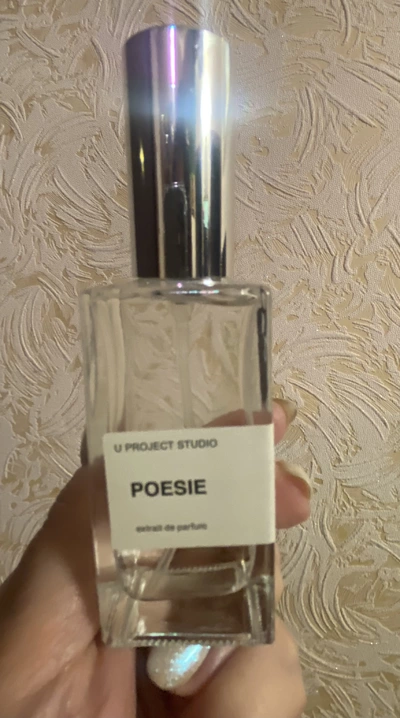 U PROJECT STUDIO
POESIE
extrait de parfum